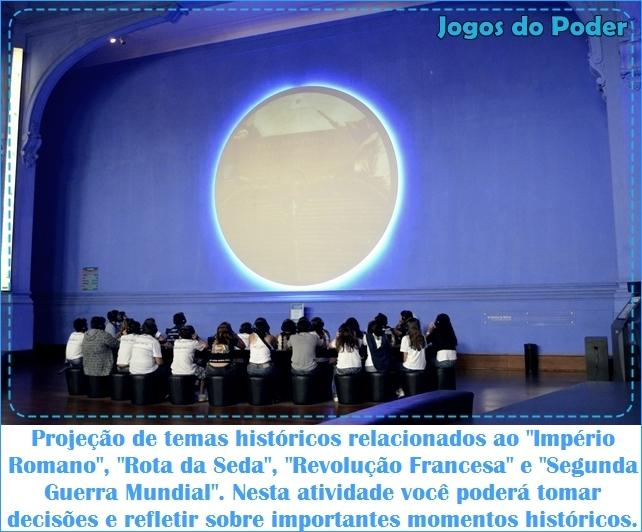 Jogos do Poder
Projeção de temas históricos relacionados ao "Império
Romano", "Rota da Seda", "Revolução Francesa" e "Segunda
Guerra Mundial". Nesta atividade você poderá tomar
decisões e refletir sobre importantes momentos históricos.